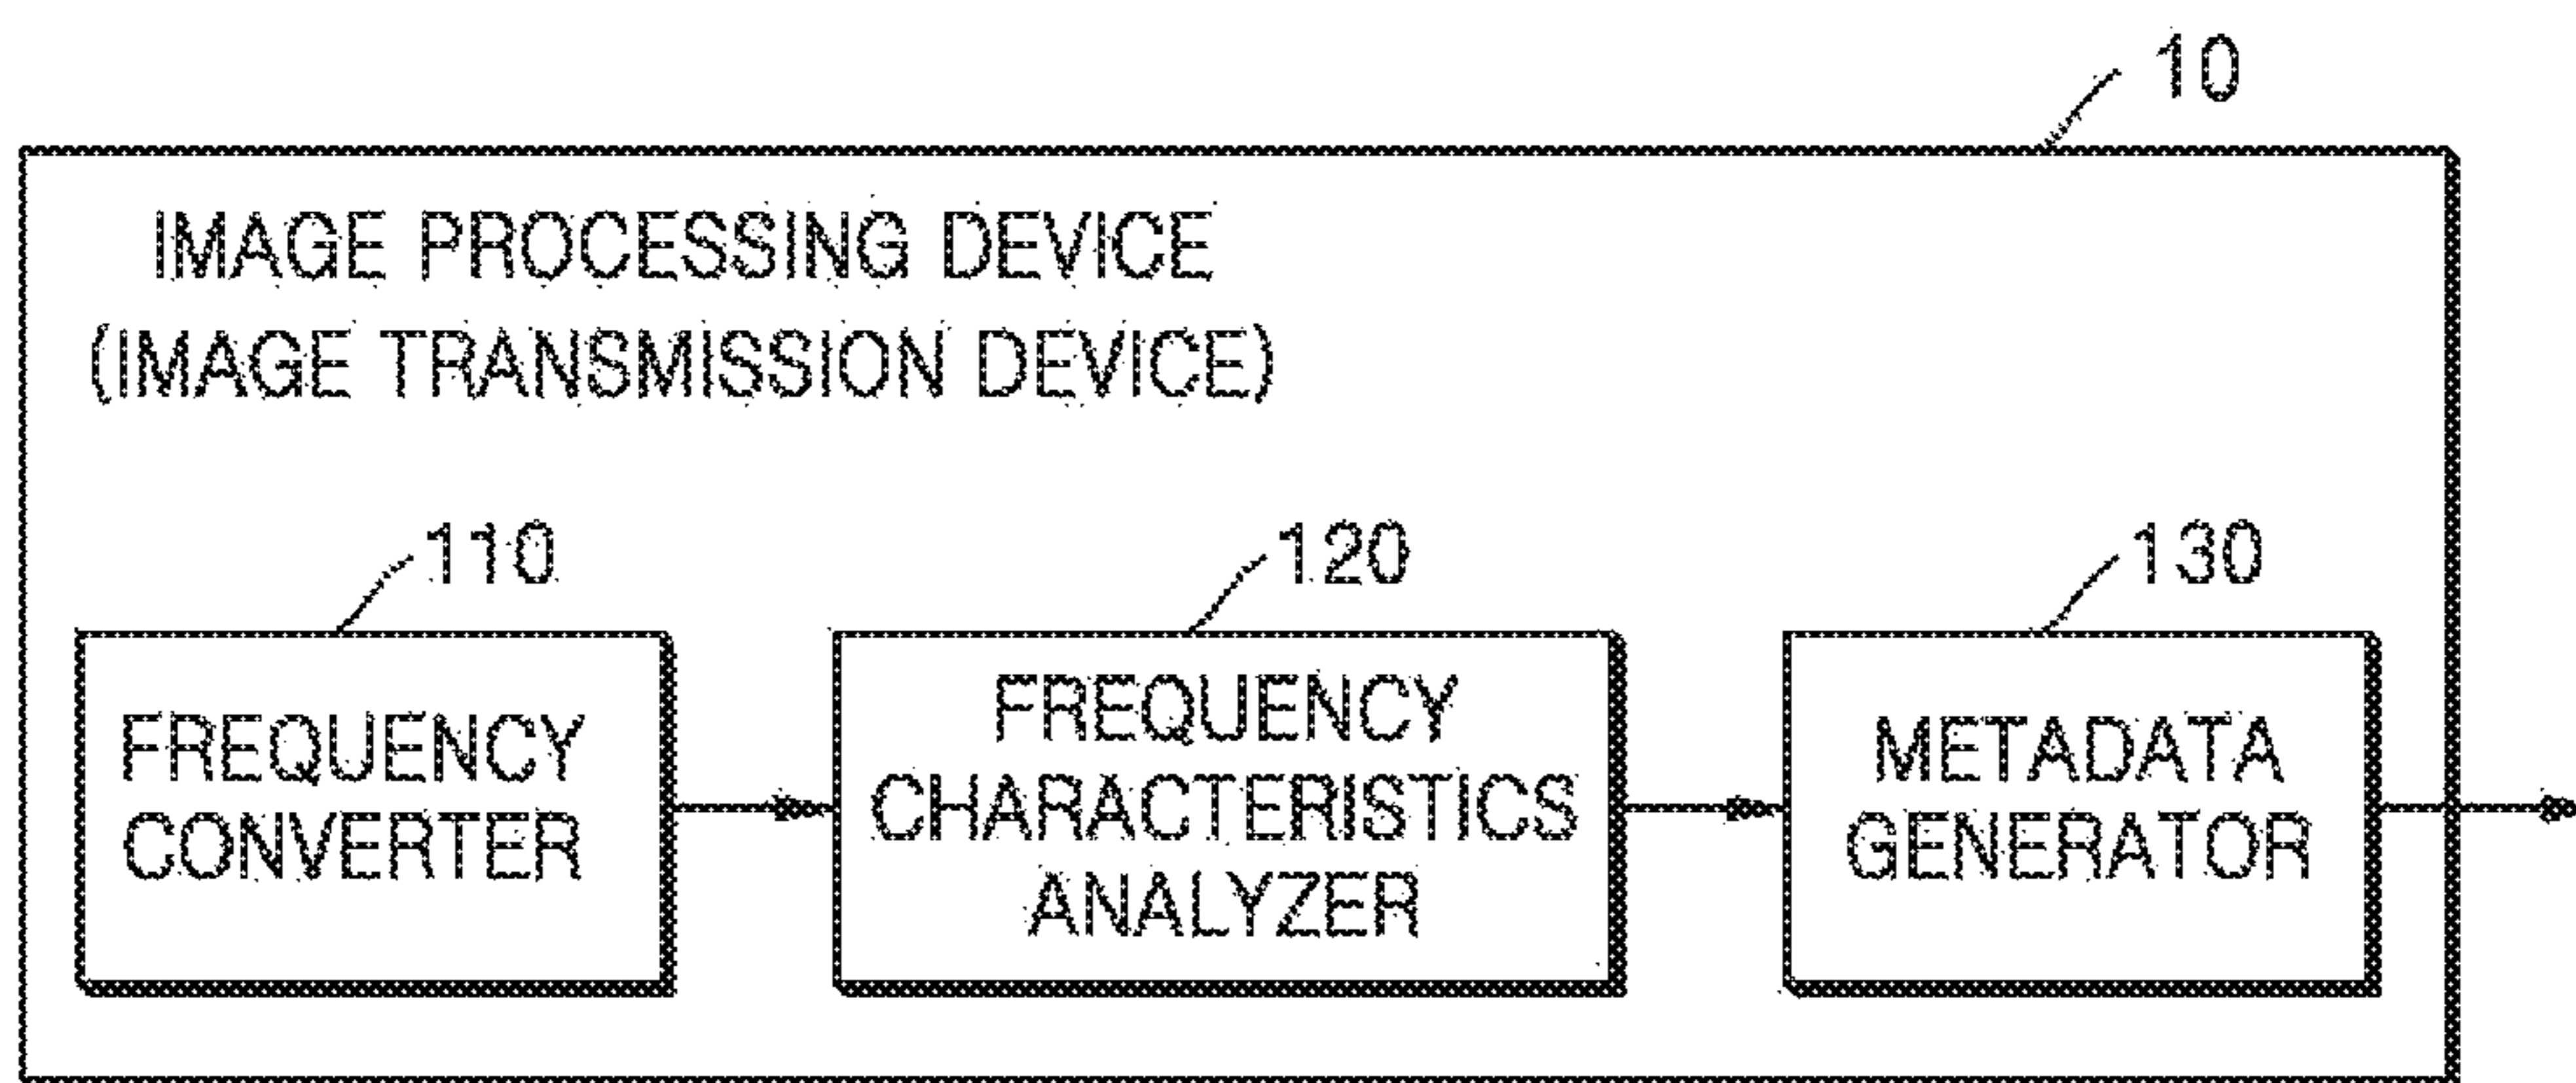 10
IMAGE PROCESSING DEVICE
(IMAGE TRANSMISSION DEVICE)
110
120
130
FREQUENCY
CONVERTER
FREQUENCY
CHARACTERISTICS
ANALYZER
METADATA
GENERATOR